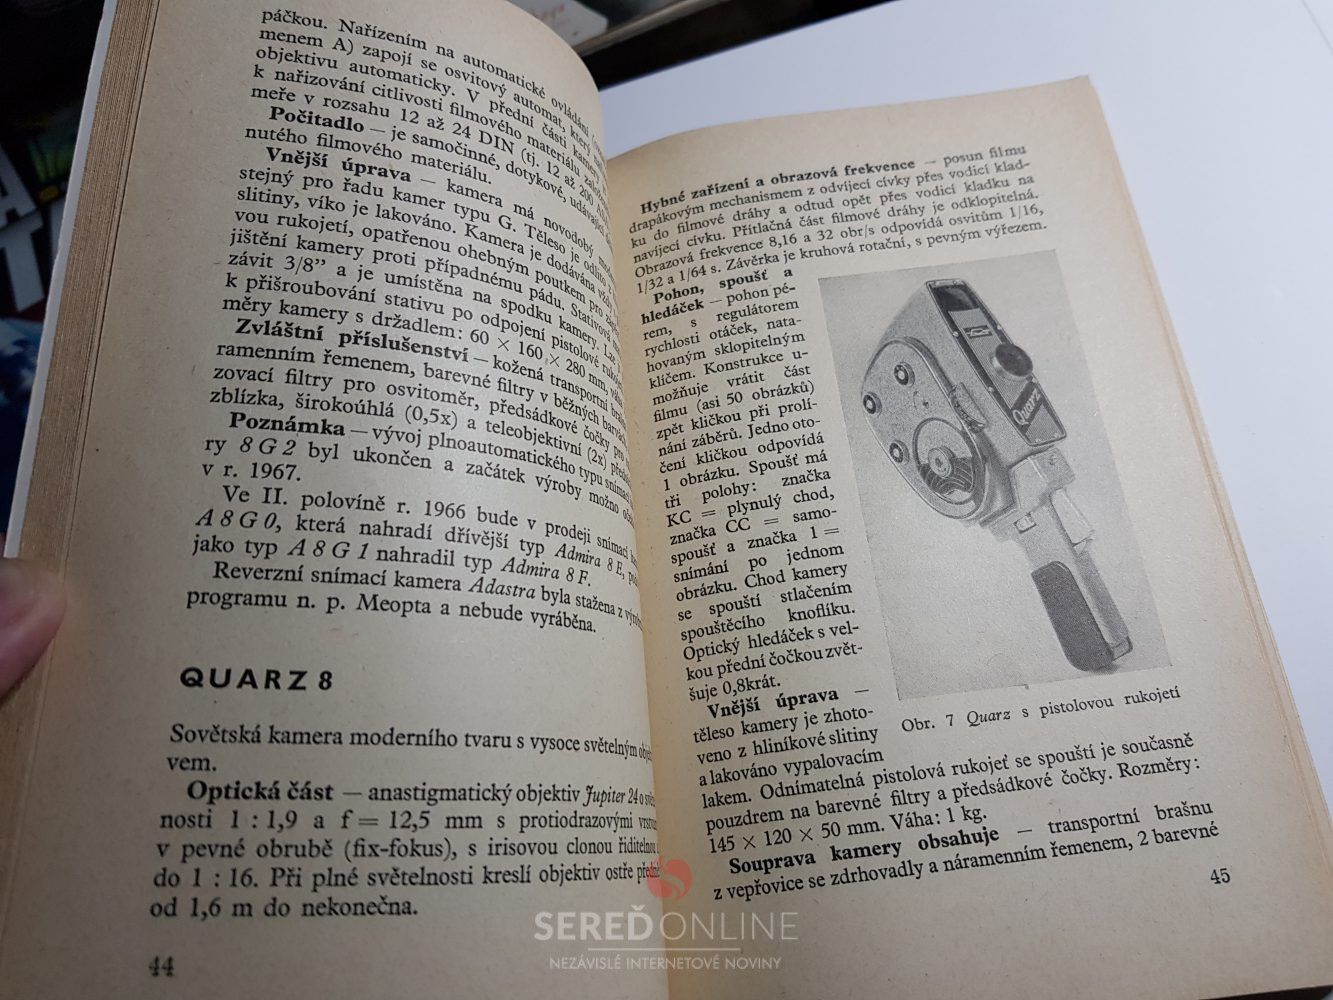 páčkou. Nařízením na automatické ovládání
menem A) zapojí se osvitový automat, který
objektivu automaticky. V přední části kamery
k nařizování citlivosti filmového materiálu
meře v rozsahu 12 až 24 DIN (tj. 12 až 200
Počitadlo — je samočinné, dotykové,
nutého filmového materiálu.
Vnější úprava — kamera má novodobý
stejný pro řadu kamer typu G. Těleso je odlito
slitiny, víko je lakováno. Kamera je dodávána
vou rukojetí, opatřenou ohebným poutkem pro
jištění kamery proti případnému pádu. Stativová
závit 3/8” a je umístěna na spodku kamery. Lze
k přišroubování stativu po odpojení pistolové
měry kamery s držadlem: 60 × 160 × 280 mm,
Zvláštní příslušenství — kožená transportní
ramenním řemenem, barevné filtry v běžných
zovací filtry pro osvitoměr, předsádkové čočky pro
zblízka, širokoúhlá (0,5x) a teleobjektivní (2x)
Poznámka — vývoj plnoautomatického typu snímací
ry 8 G 2 byl ukončen a začátek výroby možno
v r. 1967.
Ve II. polovíně r. 1966 bude v prodeji snímací
A 8 G 0, která nahradí dřívější typ Admira 8 E,
jako typ A 8 G 1 nahradil typ Admira 8 F.
Reverzní snímací kamera Adastra byla stažena z
programu n. p. Meopta a nebude vyráběna.
QUARZ 8
Sovětská kamera moderního tvaru s vysoce světelným
vem.
Optická část — anastigmatický objektiv Jupiter 24 o
nosti 1 : 1,9 a f = 12,5 mm s protiodrazovými
v pevné obrubě (fix-fokus), s irisovou clonou
do 1 : 16. Při plné světelnosti kreslí objektiv ostře
od 1,6 m do nekonečna.
44
Hybné zařízení a obrazová frekvence — posun filmu
drapákovým mechanismem z odvíjecí cívky přes vodicí klad-
ku do filmové dráhy a odtud opět přes vodicí kladku na
navíjecí cívku. Přítlačná část filmové dráhy je odklopitelná.
Obrazová frekvence 8,16 a 32 obr/s odpovídá osvitům 1/16,
1/32 a 1/64 s. Závěrka je kruhová rotační, s pevným výřezem.
Pohon, spoušť a
hledáček — pohon pé-
rem, s regulátorem
rychlosti otáček, nata-
hovaným sklopitelným
klíčem. Konstrukce u-
možňuje vrátit část
filmu (asi 50 obrázků)
zpět kličkou při prolí-
nání záběrů. Jedno oto-
čení kličkou odpovídá
1 obrázku. Spoušť má
tři polohy: značka
KC = plynulý chod,
značka CC = samo-
spoušť a značka 1 =
snímání po jednom
obrázku. Chod kamery
se spouští stlačením
spouštěcího knoflíku.
Optický hledáček s vel-
kou přední čočkou zvět-
šuje 0,8krát.
Vnější úprava —
těleso kamery je zhoto-
veno z hliníkové slitiny
a lakováno vypalovacím
lakem. Odnímatelná pistolová rukojeť se spouští je současně
pouzdrem na barevné filtry a předsádkové čočky. Rozměry:
145 × 120 × 50 mm. Váha: 1 kg.
Souprava kamery obsahuje — transportní brašnu
z vepřovice se zdrhovadly a náramenním řemenem, 2 barevné
Quarz
Obr. 7 Quarz s pistolovou rukojetí
45
SEREĎONLINE
NEZÁVISLÉ INTERNETOVÉ NOVINY